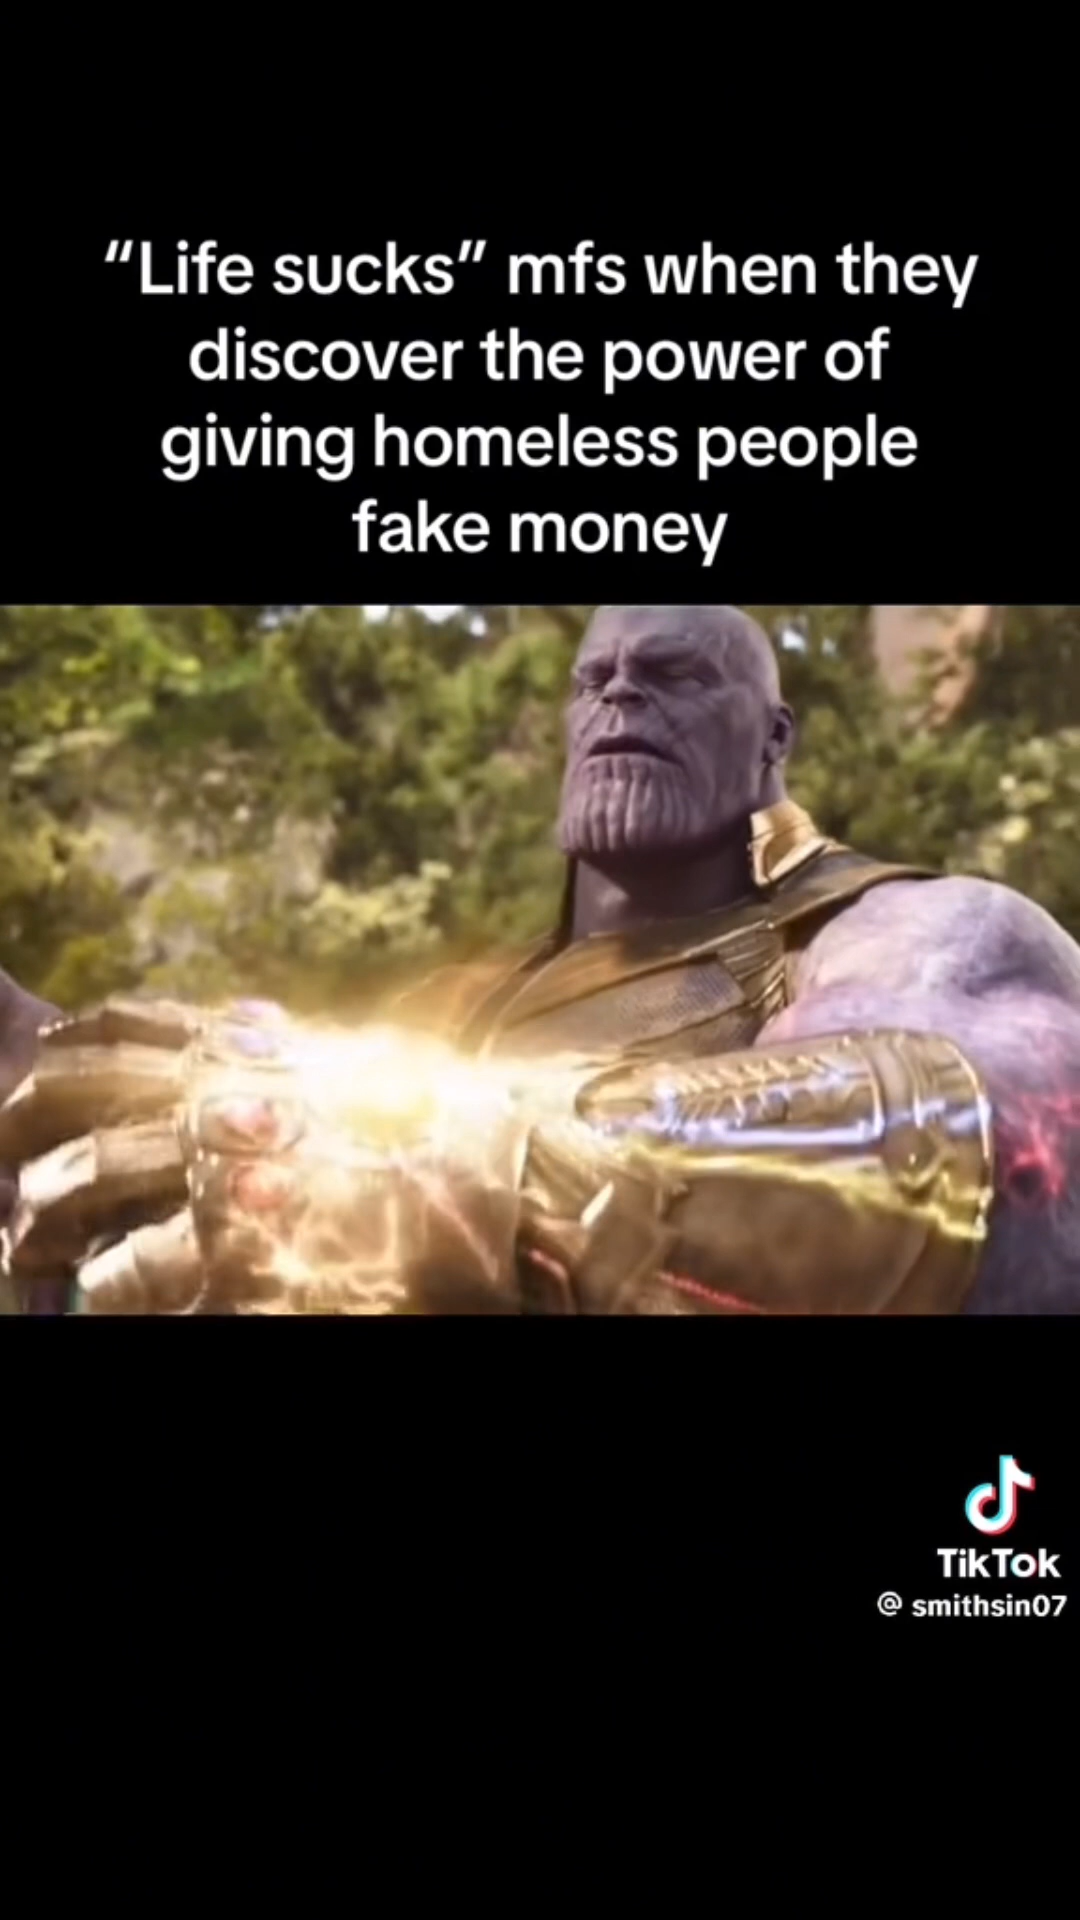 “Life sucks” mfs when they
discover the power of
giving homeless people
fake money
TikTok
@ smithsin07